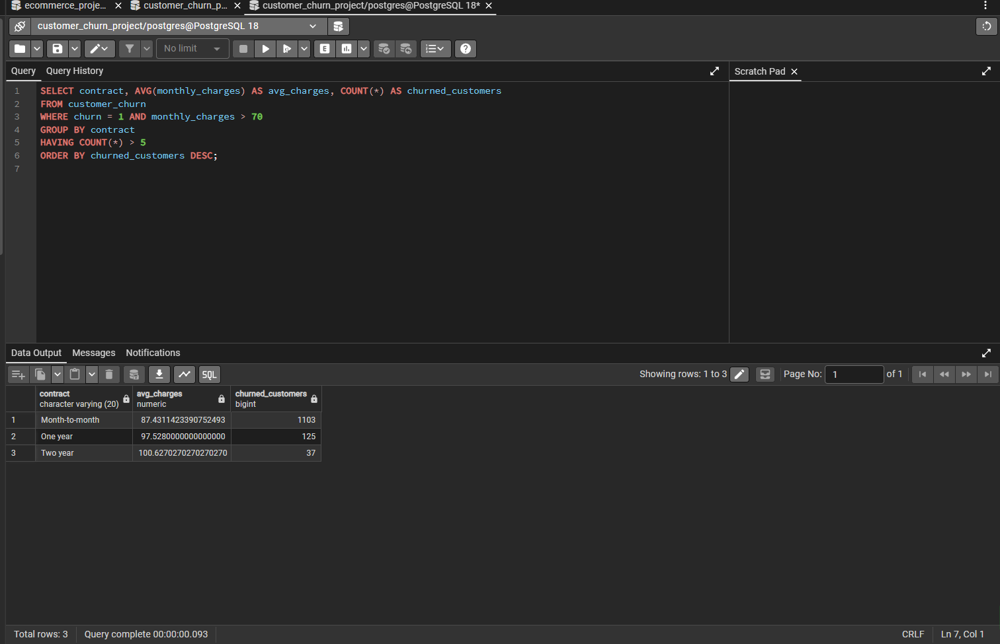 ecommerce_proje...
customer_churn_p...
customer_churn_project/postgres@PostgreSQL 18*
customer_churn_project/postgres@PostgreSQL 18
No limit
E
Query Query History
Scratch Pad
1 SELECT contract, AVG(monthly_charges) AS avg_charges, COUNT(*) AS churned_customers
2 FROM customer_churn
3 WHERE churn = 1 AND monthly_charges > 70
4 GROUP BY contract
5 HAVING COUNT(*) > 5
6 ORDER BY churned_customers DESC;
7
Data Output Messages Notifications
SQL
Showing rows: 1 to 3
Page No: 1 of 1
contract avg_charges churned_customers
character varying (20) numeric bigint
1 Month-to-month 87.4311423390752493 1103
2 One year 97.5280000000000000 125
3 Two year 100.6270270270270270 37
Total rows: 3 Query complete 00:00:00.093 CRLF Ln 7, Col 1